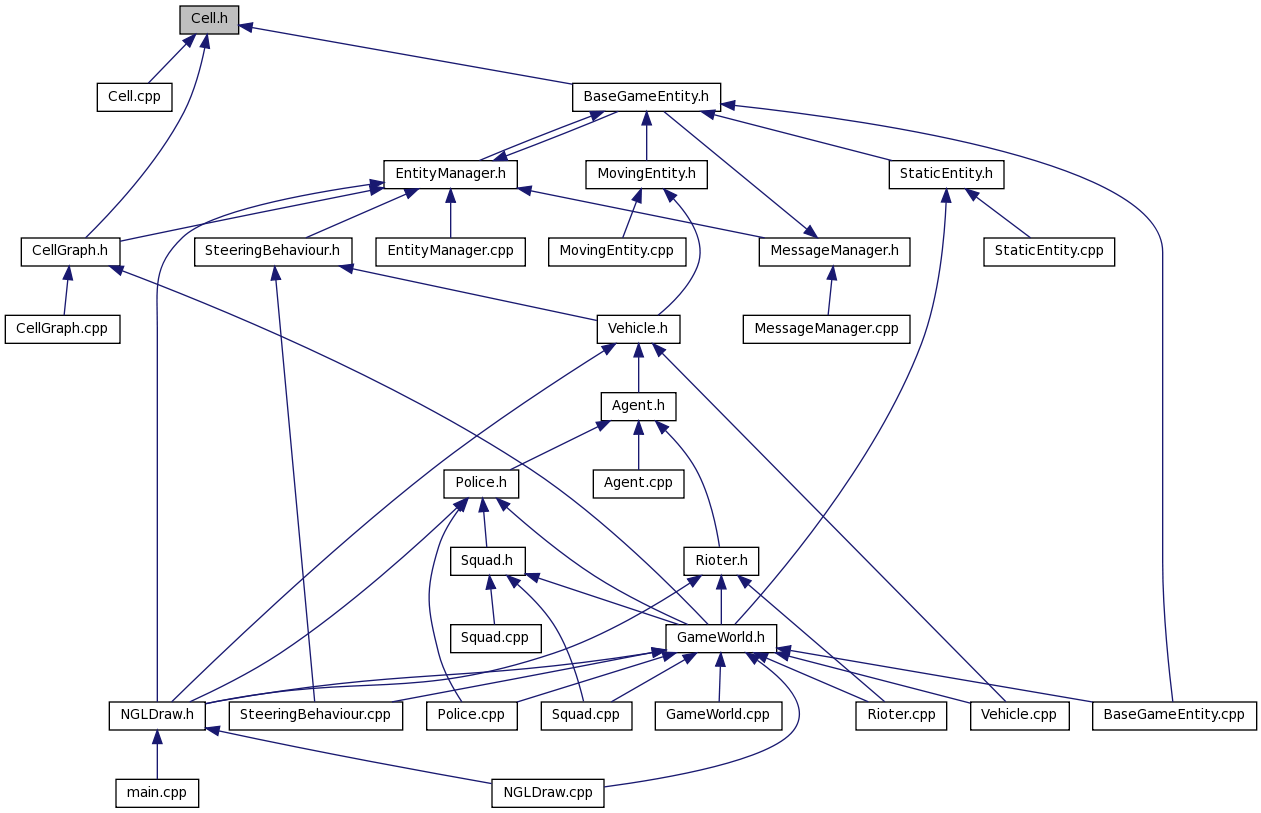 Cell.h
Cell.cpp
BaseGameEntity.h
EntityManager.h
MovingEntity.h
StaticEntity.h
CellGraph.h
SteeringBehaviour.h
EntityManager.cpp
MovingEntity.cpp
MessageManager.h
StaticEntity.cpp
CellGraph.cpp
Vehicle.h
MessageManager.cpp
Agent.h
Police.h
Agent.cpp
Squad.h
Rioter.h
Squad.cpp
GameWorld.h
NGLDraw.h
SteeringBehaviour.cpp
Police.cpp
Squad.cpp
GameWorld.cpp
Rioter.cpp
Vehicle.cpp
BaseGameEntity.cpp
main.cpp
NGLDraw.cpp